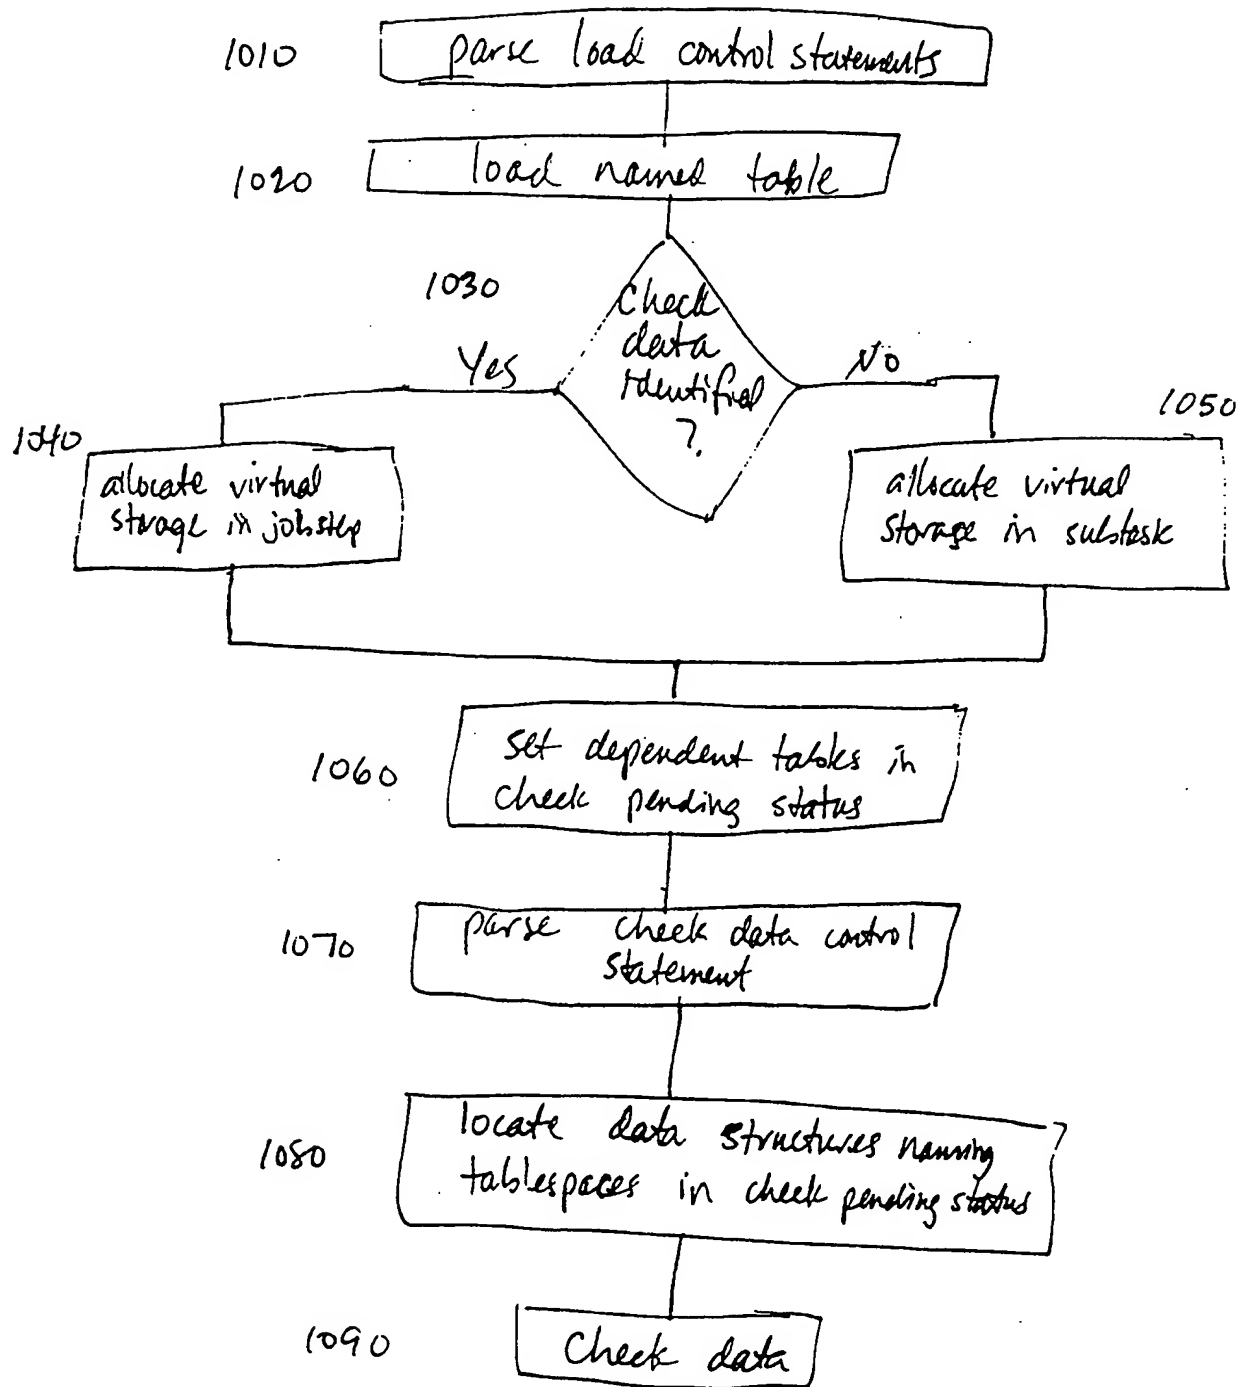 1010
parse load control statements
1020
load named table
1030
Check
data
identified
?
Yes
No
1040
allocate virtual
storage in jobstep
1050
allocate virtual
storage in subtask
1060
set dependent tables in
check pending status
1070
parse check data control
statement
1080
locate data structures naming
tablespaces in check pending status
1090
Check data